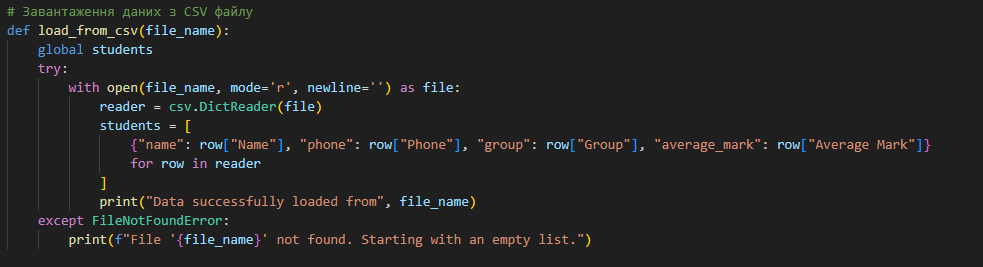 # Завантаження даних з CSV файлу
def load_from_csv(file_name):
    global students
    try:
        with open(file_name, mode='r', newline='') as file:
            reader = csv.DictReader(file)
            students = [
                {"name": row["Name"], "phone": row["Phone"], "group": row["Group"], "average_mark": row["Average Mark"]}
                for row in reader
            ]
            print("Data successfully loaded from", file_name)
    except FileNotFoundError:
        print(f"File '{file_name}' not found. Starting with an empty list.")